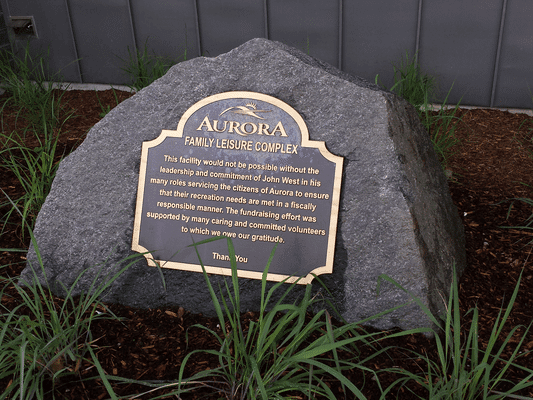 AURORA
FAMILY LEISURE COMPLEX
This facility would not be possible without the
leadership and commitment of John West in his
many roles servicing the citizens of Aurora to ensure
that their recreation needs are met in a fiscally
responsible manner. The fundraising effort was
supported by many caring and committed volunteers
to which we owe our gratitude.
Thank You